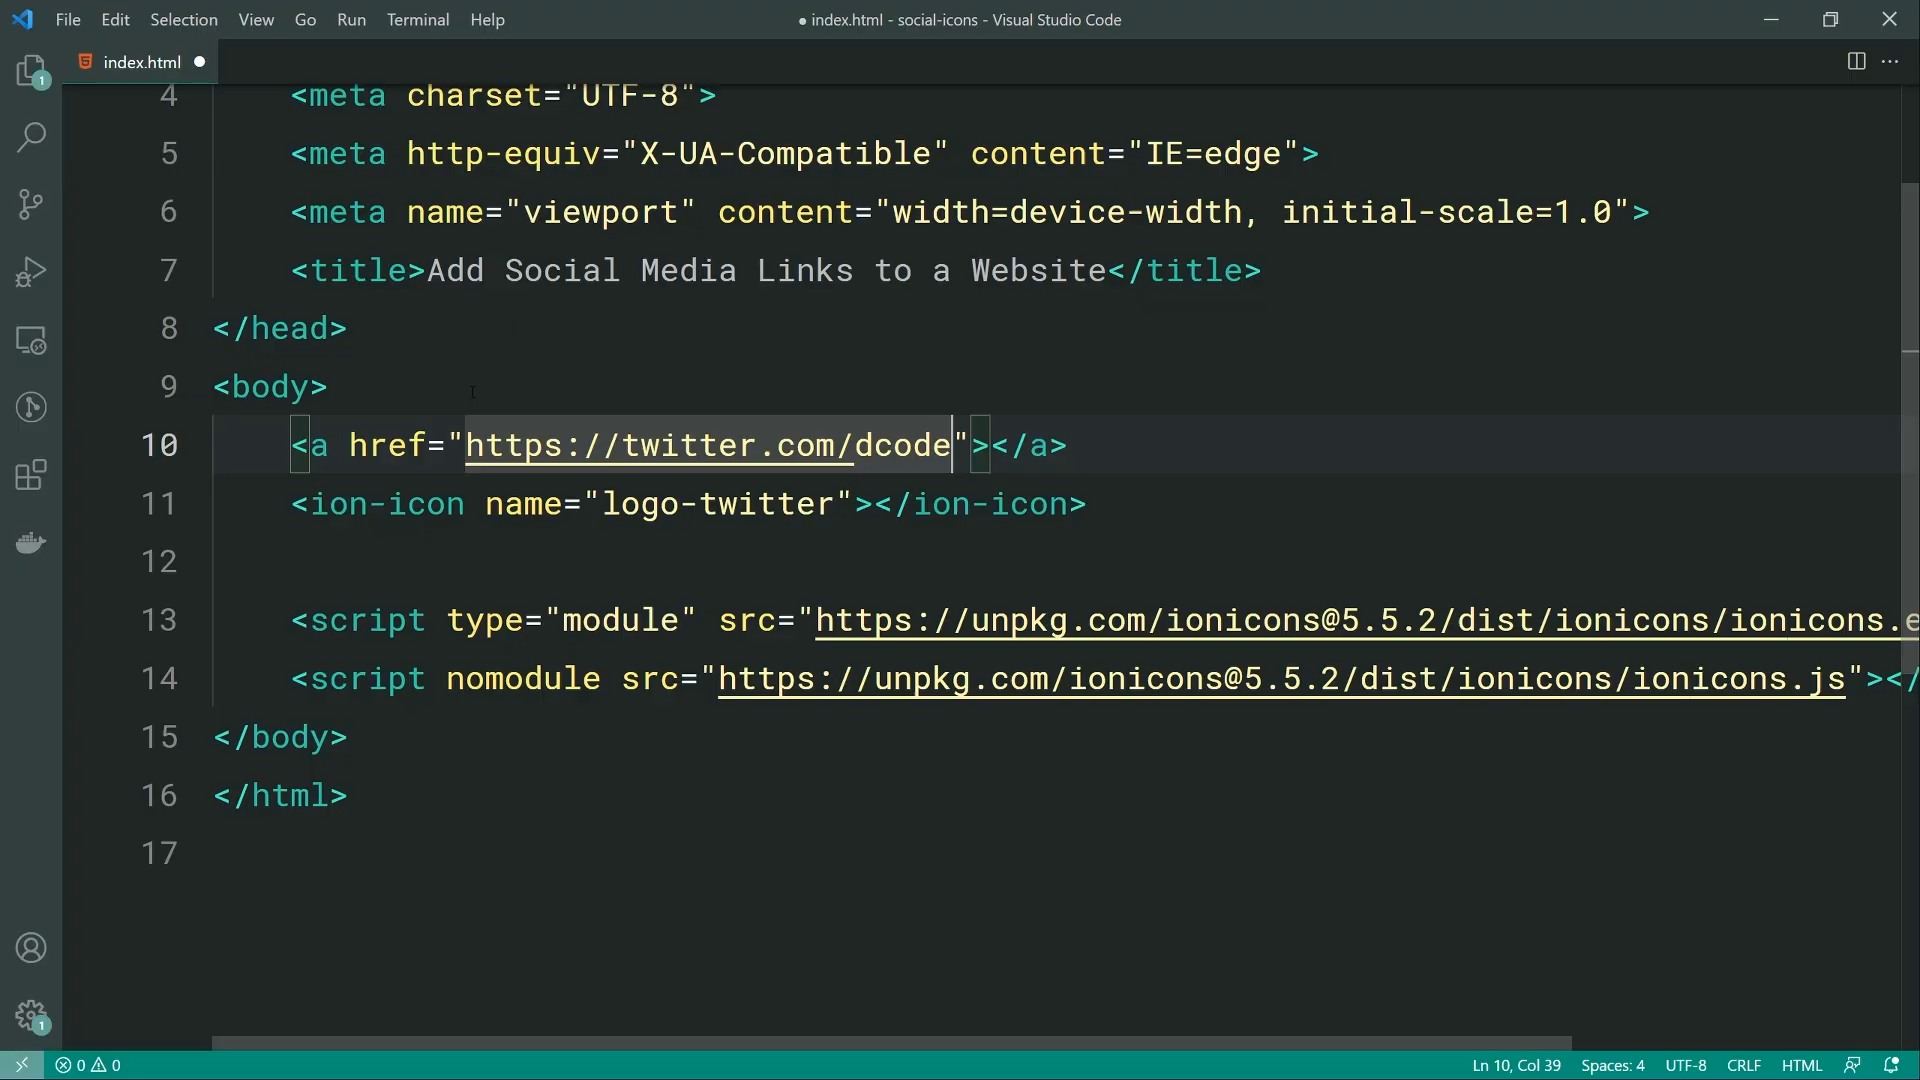 File Edit Selection View Go Run Terminal Help
● index.html - social-icons - Visual Studio Code
1
index.html
4 <meta charset="UTF-8">
5 <meta http-equiv="X-UA-Compatible" content="IE=edge">
6 <meta name="viewport" content="width=device-width, initial-scale=1.0">
7 <title>Add Social Media Links to a Website</title>
8 </head>
9 <body>
10 <a href="https://twitter.com/dcode"></a>
11 <ion-icon name="logo-twitter"></ion-icon>
12
13 <script type="module" src="https://unpkg.com/ionicons@5.5.2/dist/ionicons/ionicons.e
14 <script nomodule src="https://unpkg.com/ionicons@5.5.2/dist/ionicons/ionicons.js"></
15 </body>
16 </html>
17
1
0 0 Ln 10, Col 39 Spaces: 4 UTF-8 CRLF HTML